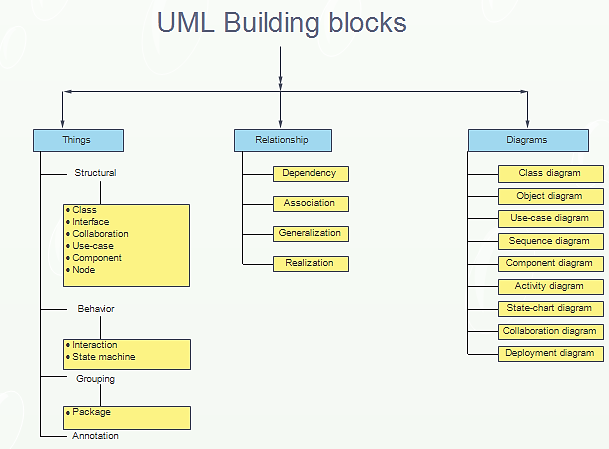 UML Building blocks
Things
Structural
• Class
• Interface
• Collaboration
• Use-case
• Component
• Node
Behavior
• Interaction
• State machine
Grouping
• Package
Annotation
Relationship
Dependency
Association
Generalization
Realization
Diagrams
Class diagram
Object diagram
Use-case diagram
Sequence diagram
Component diagram
Activity diagram
State-chart diagram
Collaboration diagram
Deployment diagram